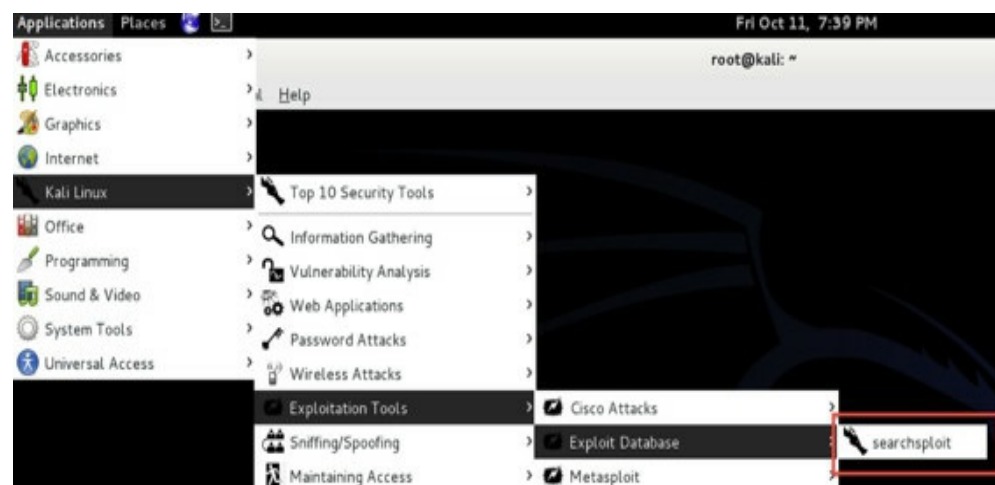 Applications Places Fri Oct 11, 7:39 PM
Accessories
root@kali: ~
Electronics
Help
Graphics
Internet
Kali Linux
Top 10 Security Tools
Office
Information Gathering
Programming
Vulnerability Analysis
Sound & Video
Web Applications
System Tools
Password Attacks
Universal Access
Wireless Attacks
Exploitation Tools
Cisco Attacks
Sniffing/Spoofing
Exploit Database
searchsploit
Maintaining Access
Metasploit